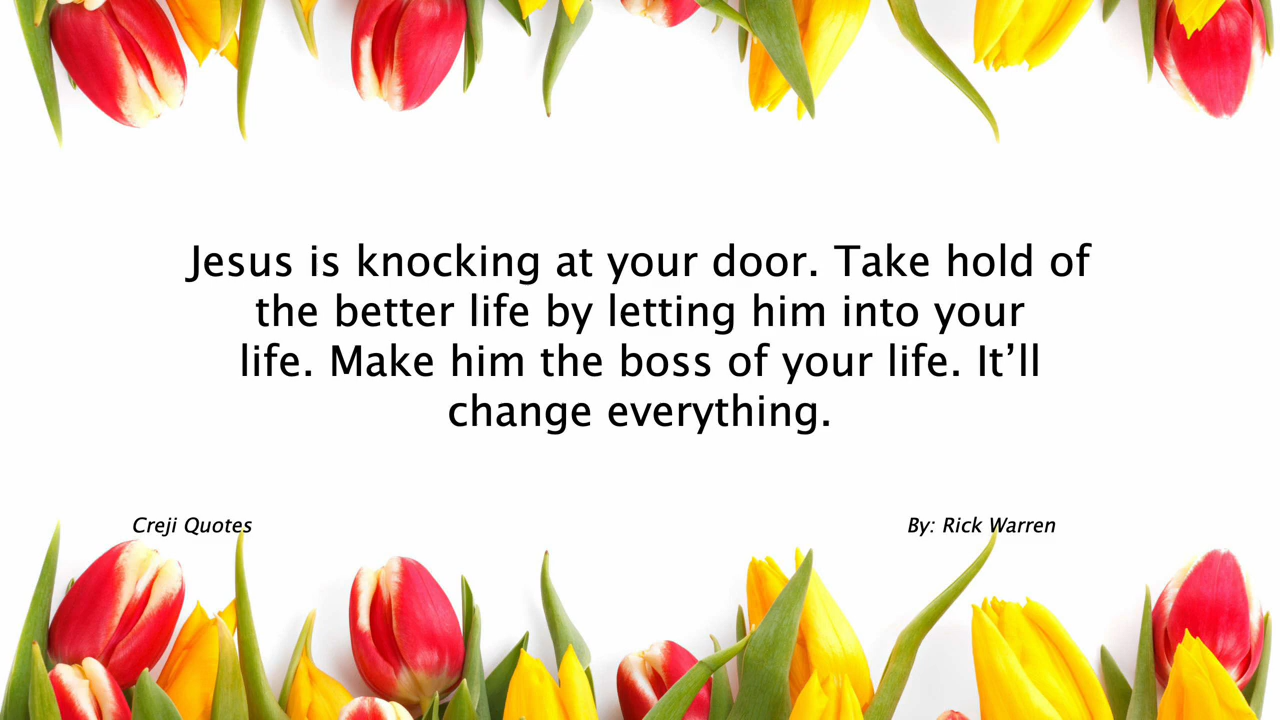 Jesus is knocking at your door. Take hold of
the better life by letting him into your
life. Make him the boss of your life. It’ll
change everything.
Creji Quotes
By: Rick Warren